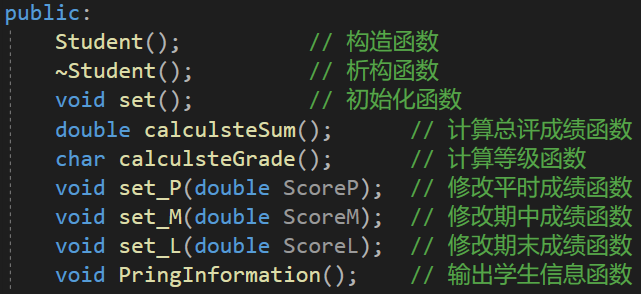 public:
Student(); // 构造函数
~Student(); // 析构函数
void set(); // 初始化函数
double calculsteSum(); // 计算总评成绩函数
char calculsteGrade(); // 计算等级函数
void set_P(double ScoreP); // 修改平时成绩函数
void set_M(double ScoreM); // 修改期中成绩函数
void set_L(double ScoreL); // 修改期末成绩函数
void PringInformation(); // 输出学生信息函数